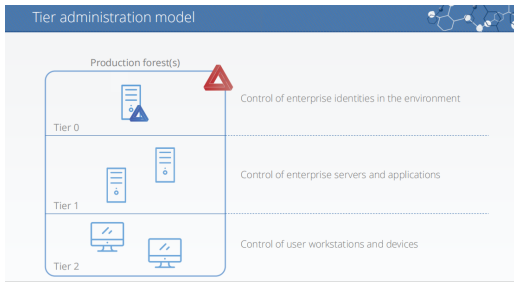 Tier administration model
Production forest(s)
Control of enterprise identities in the environment
Tier 0
Control of enterprise servers and applications
Tier 1
Control of user workstations and devices
Tier 2